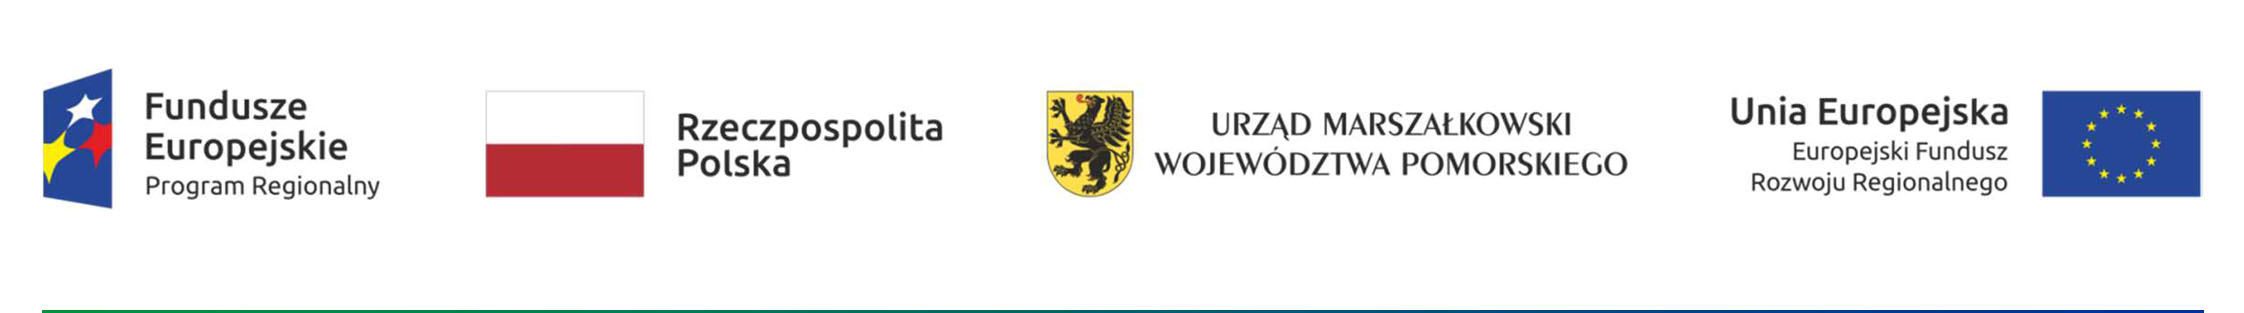 Fundusze
Europejskie
Program Regionalny
Rzeczpospolita
Polska
URZĄD MARSZAŁKOWSKI
WOJEWÓDZTWA POMORSKIEGO
Unia Europejska
Europejski Fundusz
Rozwoju Regionalnego